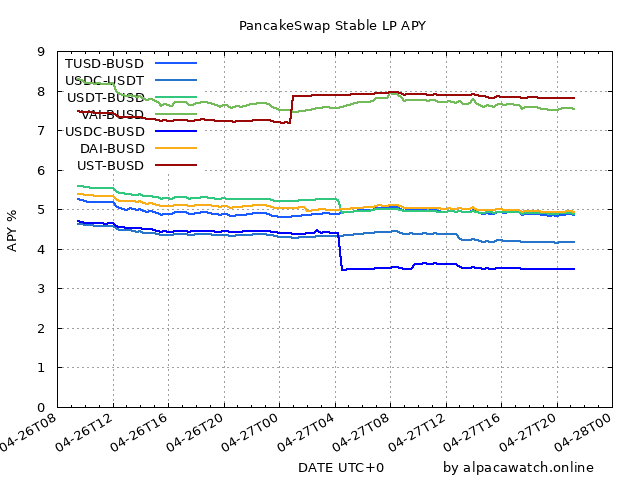 PancakeSwap Stable LP APY
9
8
7
6
5
4
3
2
1
0
APY %
TUSD-BUSD
USDC-USDT
USDT-BUSD
VAI-BUSD
USDC-BUSD
DAI-BUSD
UST-BUSD
04-26T08
04-26T12
04-26T16
04-26T20
04-27T00
04-27T04
04-27T08
04-27T12
04-27T16
04-27T20
04-28T00
DATE UTC+0
by alpacawatch.online